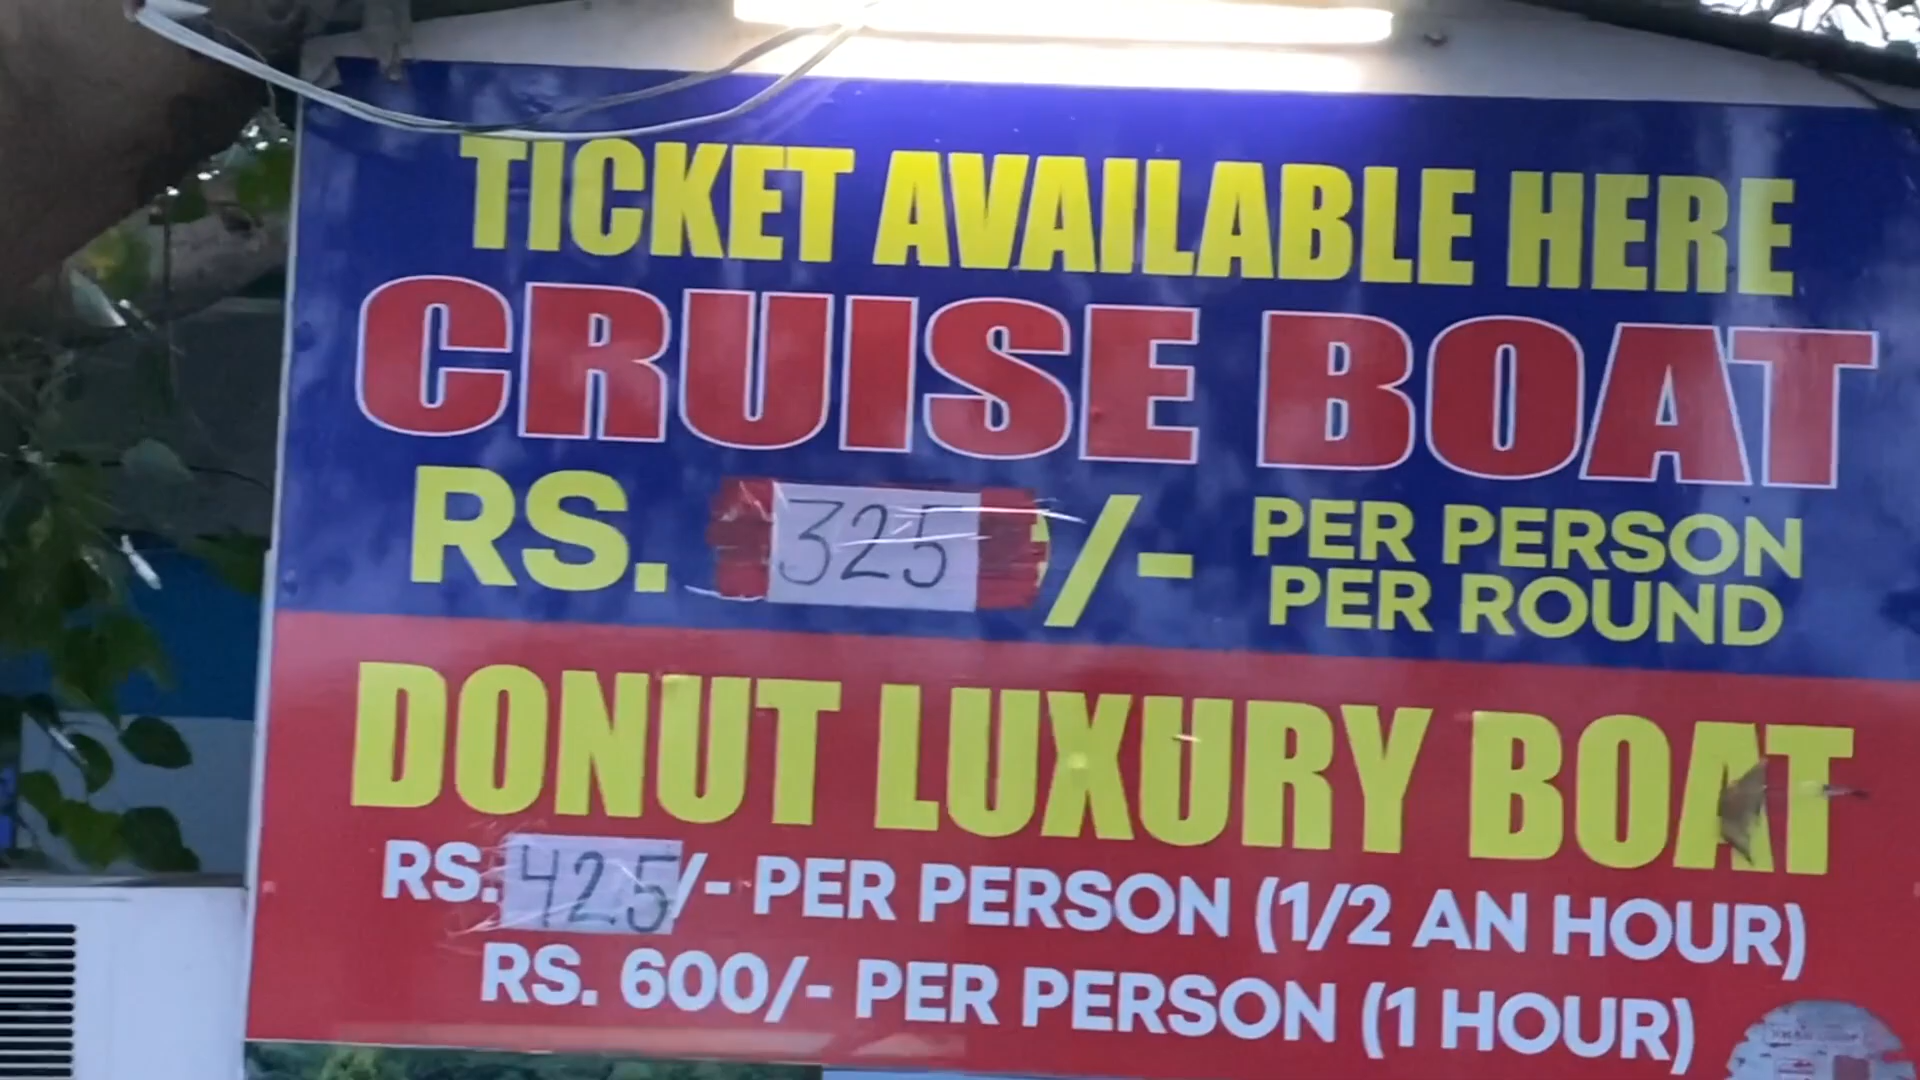 TICKET AVAILABLE HERE
CRUISE BOAT
RS. 325/- PER PERSON
PER ROUND
DONUT LUXURY BOAT
RS. 425/- PER PERSON (1/2 AN HOUR)
RS. 600/- PER PERSON (1 HOUR)